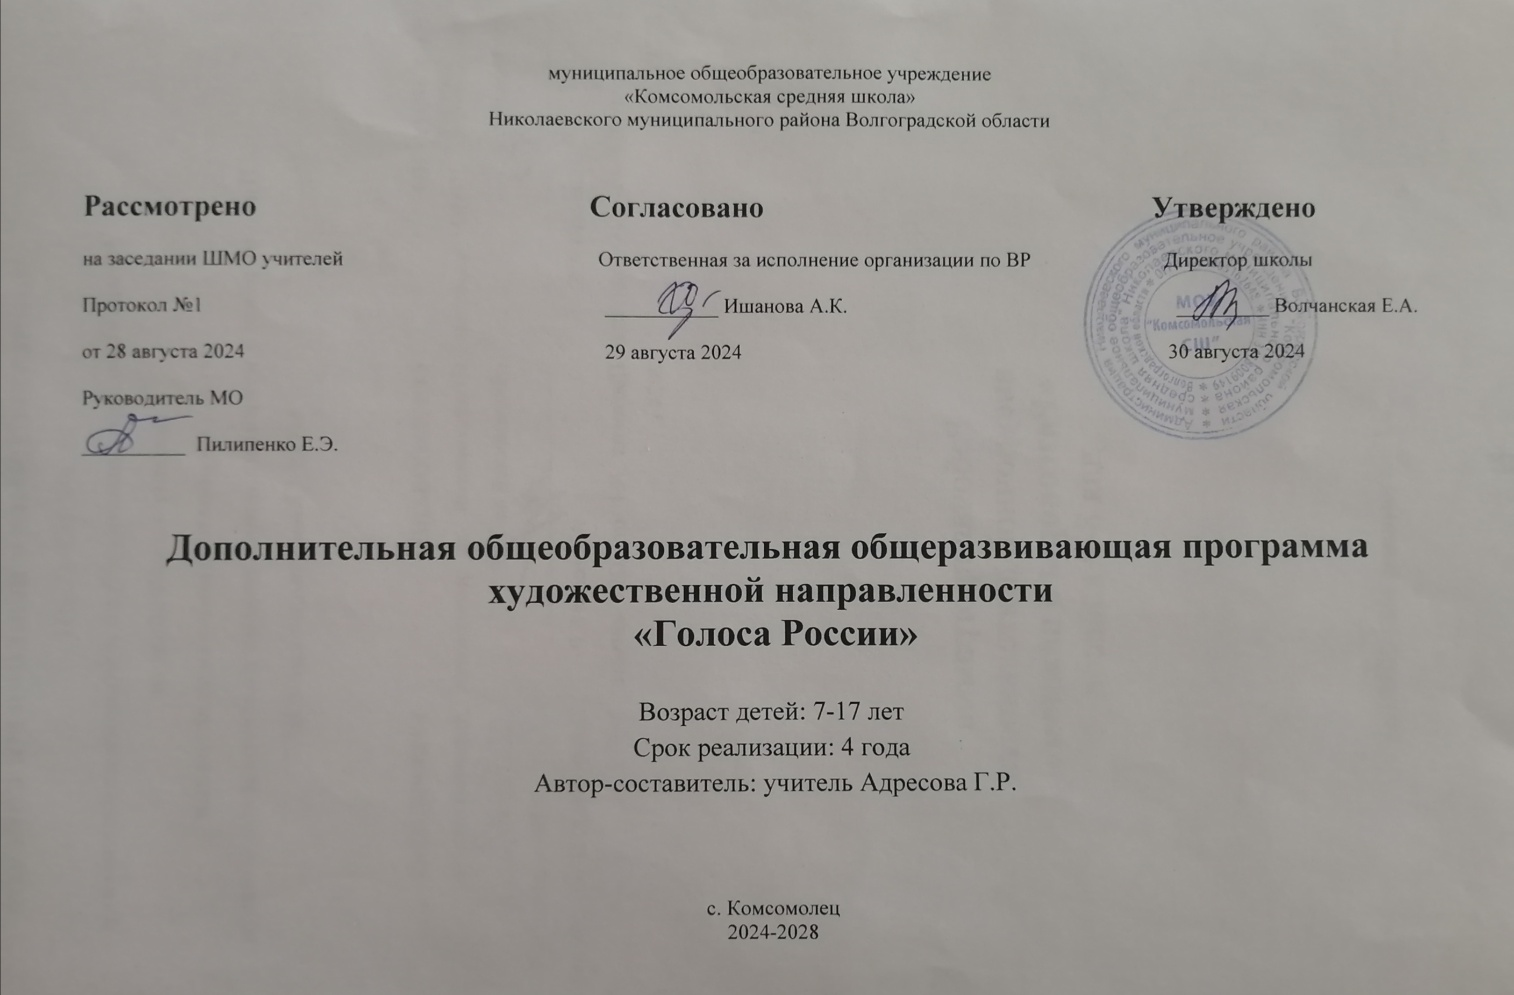 муниципальное общеобразовательное учреждение
«Комсомольская средняя школа»
Николаевского муниципального района Волгоградской области
Рассмотрено
на заседании ШМО учителей
Протокол №1
от 28 августа 2024
Руководитель МО
Пилипенко Е.Э.
Согласовано
Ответственная за исполнение организации по ВР
Ишанова А.К.
29 августа 2024
Утверждено
Директор школы
Волчанская Е.А.
30 августа 2024
"Комсомольская
СШ"
Дополнительная общеобразовательная общеразвивающая программа
художественной направленности
«Голоса России»
Возраст детей: 7-17 лет
Срок реализации: 4 года
Автор-составитель: учитель Адресова Г.Р.
с. Комсомолец
2024-2028